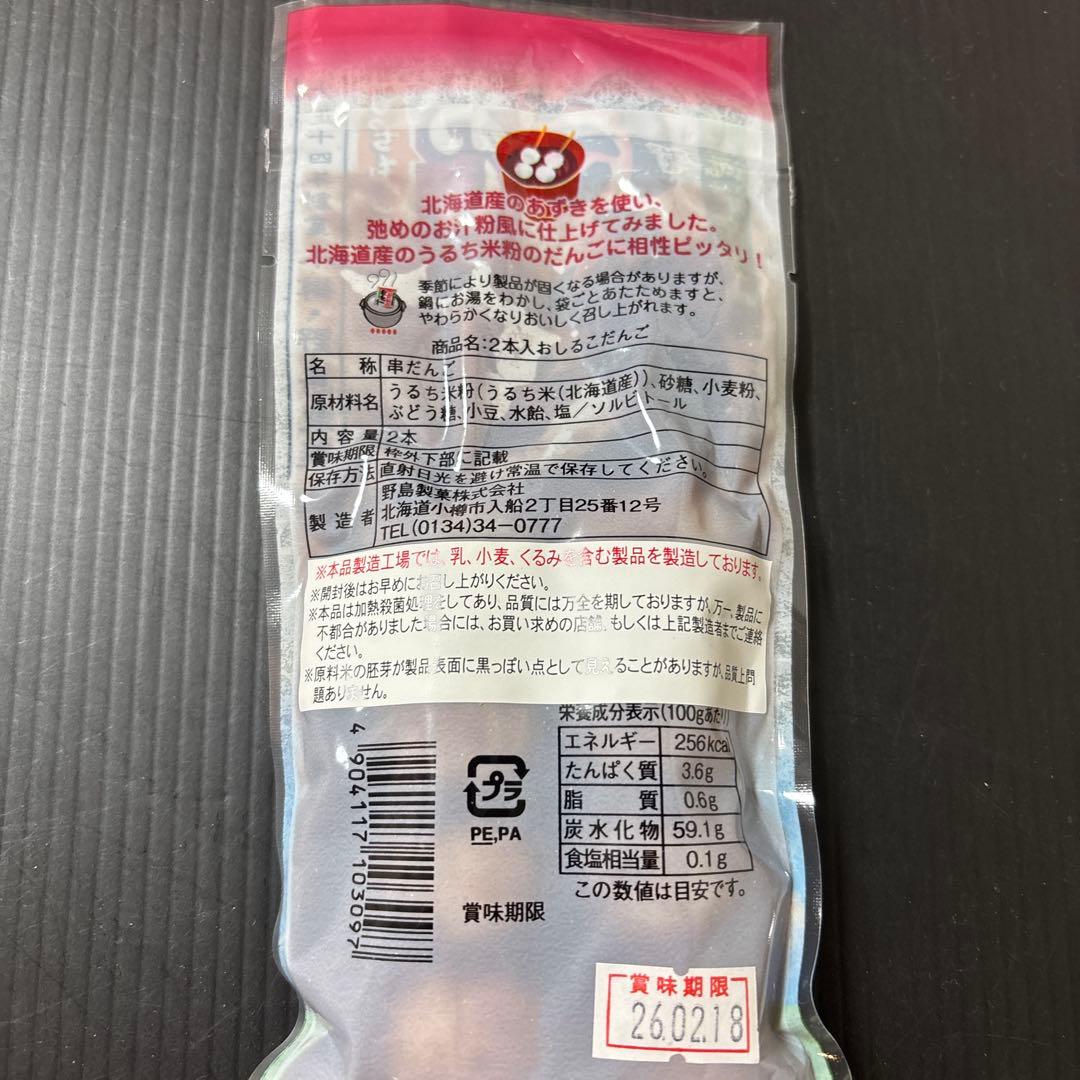 北海道産のあずきを使い、
弛めのお汁粉風に仕上げてみました。
北海道産のうるち米粉のだんごに相性ピッタリ！
季節により製品が固くなる場合がありますが、
鍋にお湯をわかし、袋ごとあたためますと、
やわらかくなりおいしく召し上がれます。
商品名：2本入おしるこだんご
名称 串だんご
原材料名 うるち米粉（うるち米（北海道産））、砂糖、小麦粉、
ぶどう糖、小豆、水飴、塩／ソルビトール
内容量 2本
賞味期限 枠外下部に記載
保存方法 直射日光を避け常温で保存してください。
製造者 野島製菓株式会社
北海道小樽市入船2丁目25番12号
TEL(0134)34-0777
※本品製造工場では、乳、小麦、くるみを含む製品を製造しております。
※開封後はお早めにお召し上がりください。
※本品は加熱殺菌処理をしてあり、品質には万全を期しておりますが、万一、製品に
不都合がありました場合には、お買い求めの店舗、もしくは上記製造者までご連絡
ください。
※原料米の胚芽が製品表面に黒っぽい点として見えることがありますが、品質上問
題ありません。
栄養成分表示(100gあたり)
エネルギー 256kcal
たんぱく質 3.6g
脂質 0.6g
炭水化物 59.1g
食塩相当量 0.1g
この数値は目安です。
プラ
PE,PA
4904117103097
賞味期限
賞味期限
26.02.18